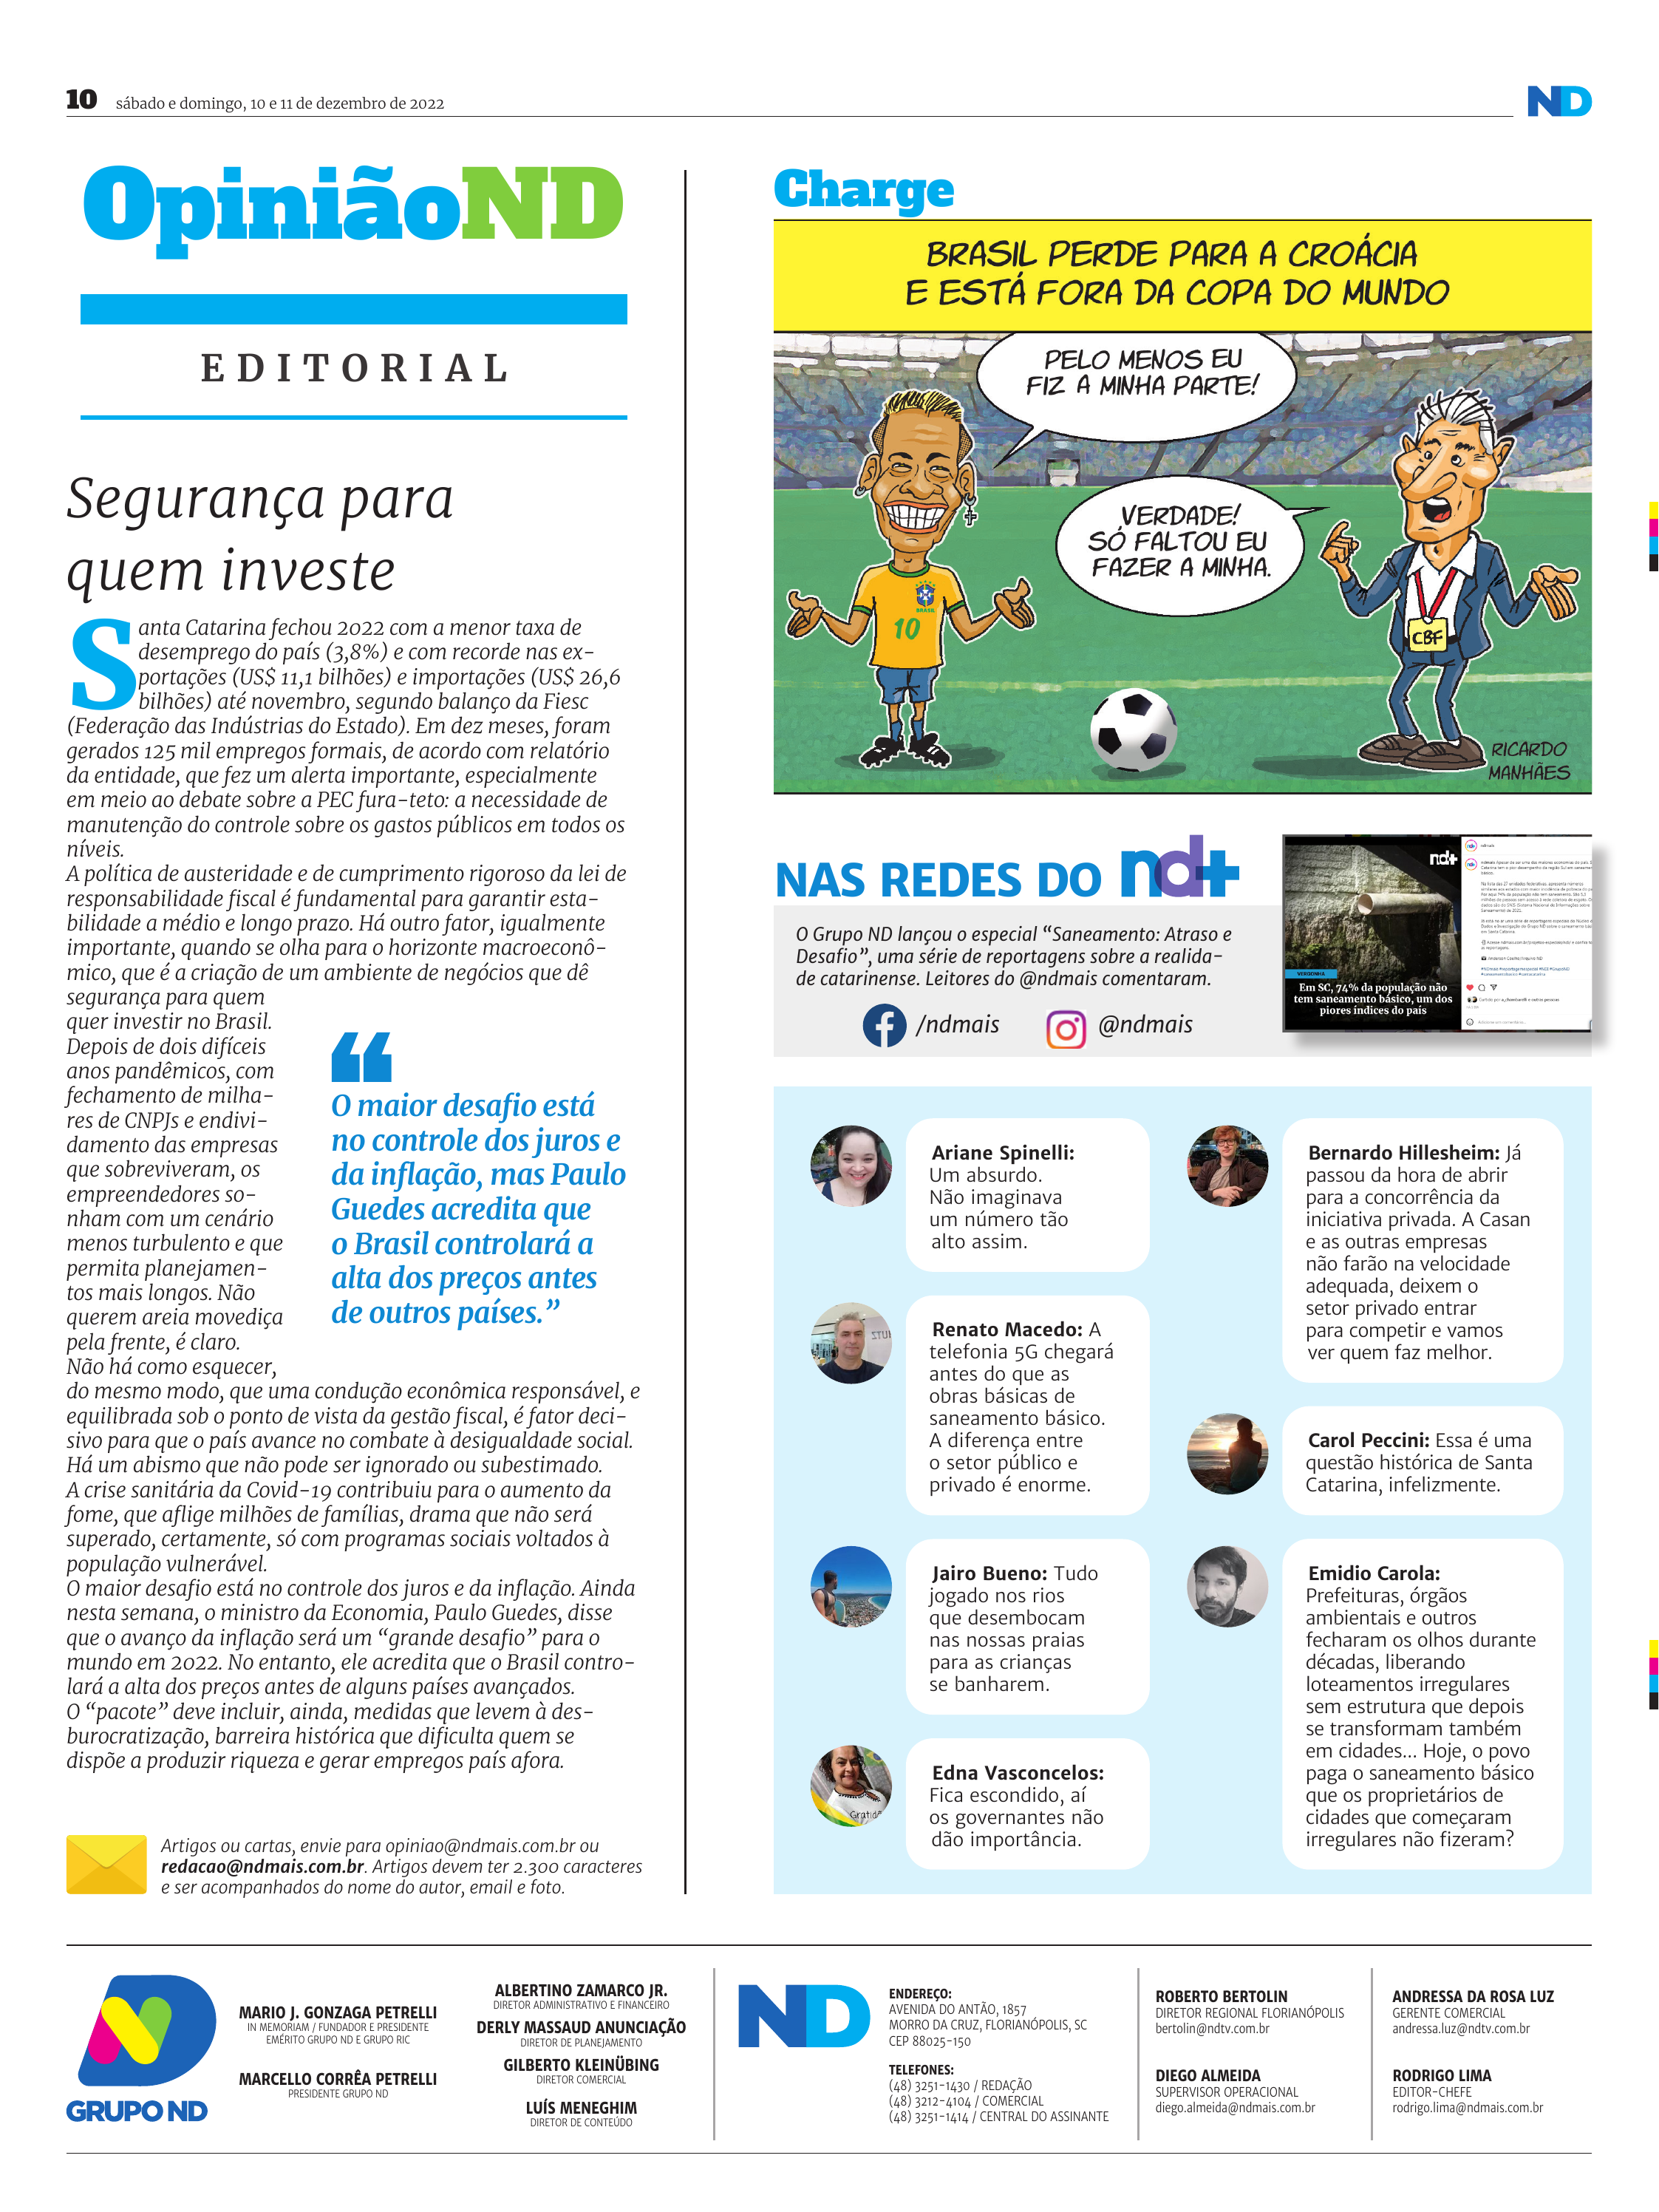 10 sábado e domingo, 10 e 11 de dezembro de 2022
ND
OpiniãoND
EDITORIAL
Segurança para
quem investe
Santa Catarina fechou 2022 com a menor taxa de
desemprego do país (3,8%) e com recorde nas ex-
portações (US$ 11,1 bilhões) e importações (US$ 26,6
bilhões) até novembro, segundo balanço da Fiesc
(Federação das Indústrias do Estado). Em dez meses, foram
gerados 125 mil empregos formais, de acordo com relatório
da entidade, que fez um alerta importante, especialmente
em meio ao debate sobre a PEC fura-teto: a necessidade de
manutenção do controle sobre os gastos públicos em todos os
níveis.
A política de austeridade e de cumprimento rigoroso da lei de
responsabilidade fiscal é fundamental para garantir esta-
bilidade a médio e longo prazo. Há outro fator, igualmente
importante, quando se olha para o horizonte macroeconô-
mico, que é a criação de um ambiente de negócios que dê
segurança para quem
quer investir no Brasil.
Depois de dois difíceis
anos pandêmicos, com
fechamento de milha-
res de CNPJs e endivi-
damento das empresas
que sobreviveram, os
empreendedores so-
nham com um cenário
menos turbulento e que
permita planejamen-
tos mais longos. Não
querem areia movediça
pela frente, é claro.
Não há como esquecer,
do mesmo modo, que uma condução econômica responsável, e
equilibrada sob o ponto de vista da gestão fiscal, é fator deci-
sivo para que o país avance no combate à desigualdade social.
Há um abismo que não pode ser ignorado ou subestimado.
A crise sanitária da Covid-19 contribuiu para o aumento da
fome, que aflige milhões de famílias, drama que não será
superado, certamente, só com programas sociais voltados à
população vulnerável.
O maior desafio está no controle dos juros e da inflação. Ainda
nesta semana, o ministro da Economia, Paulo Guedes, disse
que o avanço da inflação será um “grande desafio” para o
mundo em 2022. No entanto, ele acredita que o Brasil contro-
lará a alta dos preços antes de alguns países avançados.
O “pacote” deve incluir, ainda, medidas que levem à des-
burocratização, barreira histórica que dificulta quem se
dispõe a produzir riqueza e gerar empregos país afora.
“
O maior desafio está
no controle dos juros e
da inflação, mas Paulo
Guedes acredita que
o Brasil controlará a
alta dos preços antes
de outros países.”
Artigos ou cartas, envie para opiniao@ndmais.com.br ou
redacao@ndmais.com.br. Artigos devem ter 2.300 caracteres
e ser acompanhados do nome do autor, email e foto.
Charge
BRASIL PERDE PARA A CROÁCIA
E ESTÁ FORA DA COPA DO MUNDO
PELO MENOS EU
FIZ A MINHA PARTE!
VERDADE!
SÓ FALTOU EU
FAZER A MINHA.
BRASIL
10
CBF
RICARDO
MANHÃES
NAS REDES DO nd+
O Grupo ND lançou o especial “Saneamento: Atraso e
Desafio”, uma série de reportagens sobre a realida-
de catarinense. Leitores do @ndmais comentaram.
/ndmais @ndmais
nd+
VERGONHA
Em SC, 74% da população não
tem saneamento básico, um dos
piores índices do país
Ariane Spinelli:
Um absurdo.
Não imaginava
um número tão
alto assim.
Renato Macedo: A
telefonia 5G chegará
antes do que as
obras básicas de
saneamento básico.
A diferença entre
o setor público e
privado é enorme.
Jairo Bueno: Tudo
jogado nos rios
que desembocam
nas nossas praias
para as crianças
se banharem.
Edna Vasconcelos:
Fica escondido, aí
os governantes não
dão importância.
Bernardo Hillesheim: Já
passou da hora de abrir
para a concorrência da
iniciativa privada. A Casan
e as outras empresas
não farão na velocidade
adequada, deixem o
setor privado entrar
para competir e vamos
ver quem faz melhor.
Carol Peccini: Essa é uma
questão histórica de Santa
Catarina, infelizmente.
Emidio Carola:
Prefeituras, órgãos
ambientais e outros
fecharam os olhos durante
décadas, liberando
loteamentos irregulares
sem estrutura que depois
se transformam também
em cidades... Hoje, o povo
paga o saneamento básico
que os proprietários de
cidades que começaram
irregulares não fizeram?
GRUPO ND
MARIO J. GONZAGA PETRELLI
IN MEMORIAM / FUNDADOR E PRESIDENTE
EMÉRITO GRUPO ND E GRUPO RIC
MARCELLO CORRÊA PETRELLI
PRESIDENTE GRUPO ND
ALBERTINO ZAMARCO JR.
DIRETOR ADMINISTRATIVO E FINANCEIRO
DERLY MASSAUD ANUNCIAÇÃO
DIRETOR DE PLANEJAMENTO
GILBERTO KLEINÜBING
DIRETOR COMERCIAL
LUÍS MENEGHIM
DIRETOR DE CONTEÚDO
ND
ENDEREÇO:
AVENIDA DO ANTÃO, 1857
MORRO DA CRUZ, FLORIANÓPOLIS, SC
CEP 88025-150
TELEFONES:
(48) 3251-1430 / REDAÇÃO
(48) 3212-4104 / COMERCIAL
(48) 3251-1414 / CENTRAL DO ASSINANTE
ROBERTO BERTOLIN
DIRETOR REGIONAL FLORIANÓPOLIS
bertolin@ndtv.com.br
DIEGO ALMEIDA
SUPERVISOR OPERACIONAL
diego.almeida@ndmais.com.br
ANDRESSA DA ROSA LUZ
GERENTE COMERCIAL
andressa.luz@ndtv.com.br
RODRIGO LIMA
EDITOR-CHEFE
rodrigo.lima@ndmais.com.br